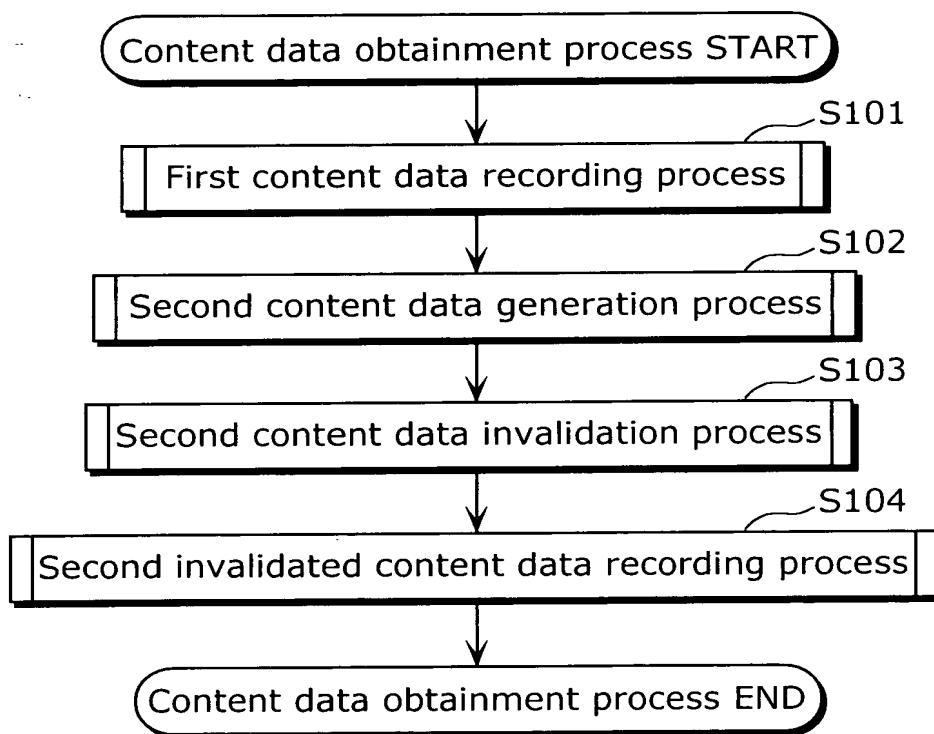 Content data obtainment process START
S101
First content data recording process
S102
Second content data generation process
S103
Second content data invalidation process
S104
Second invalidated content data recording process
Content data obtainment process END